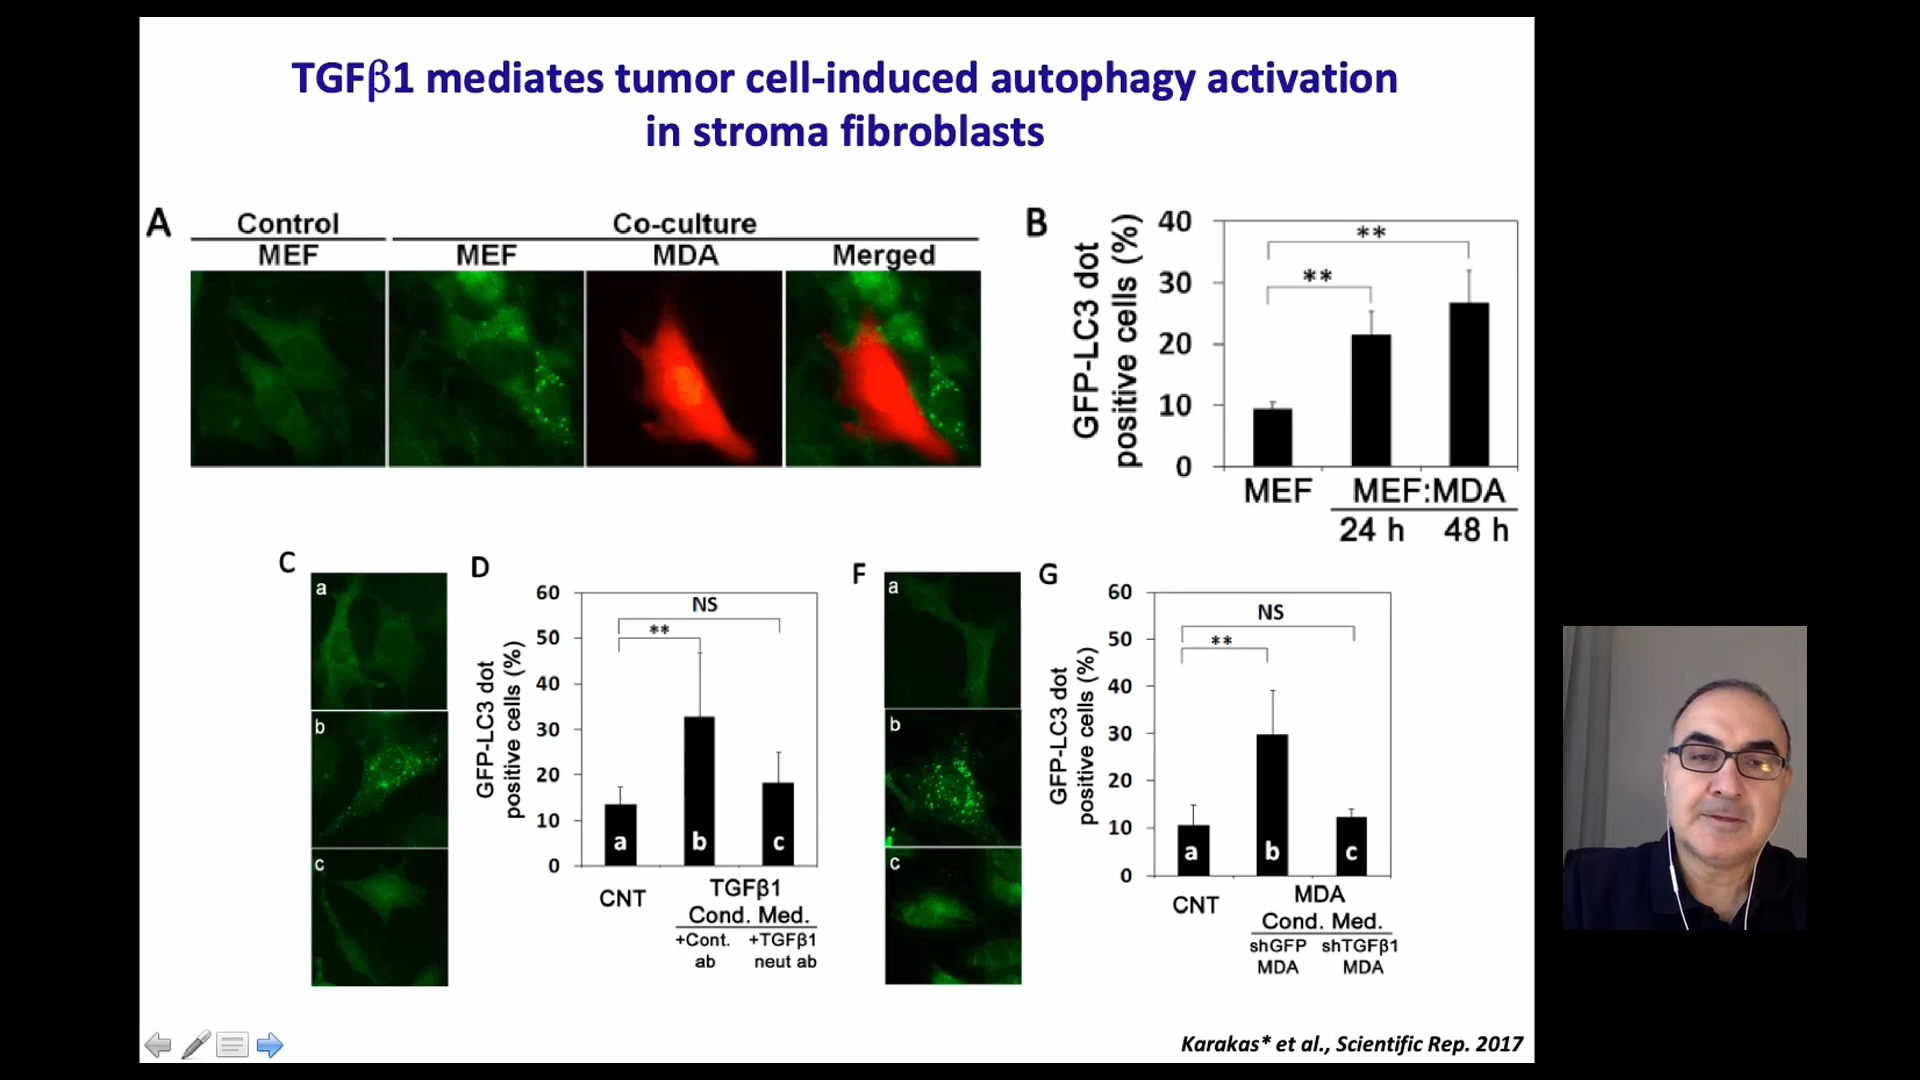 TGFβ1 mediates tumor cell-induced autophagy activation
in stroma fibroblasts
A
Control
Co-culture
MEF
MEF
MDA
Merged
B
GFP-LC3 dot
positive cells (%)
40
30
20
10
0
**
**
MEF
MEF:MDA
24 h
48 h
C
a
b
c
D
GFP-LC3 dot
positive cells (%)
60
50
40
30
20
10
0
NS
**
a
b
c
CNT
TGFβ1
Cond. Med.
+Cont. ab
+TGFβ1 neut ab
F
a
b
c
G
GFP-LC3 dot
positive cells (%)
60
50
40
30
20
10
0
NS
**
a
b
c
CNT
MDA
Cond. Med.
shGFP MDA
shTGFβ1 MDA
Karakas* et al., Scientific Rep. 2017